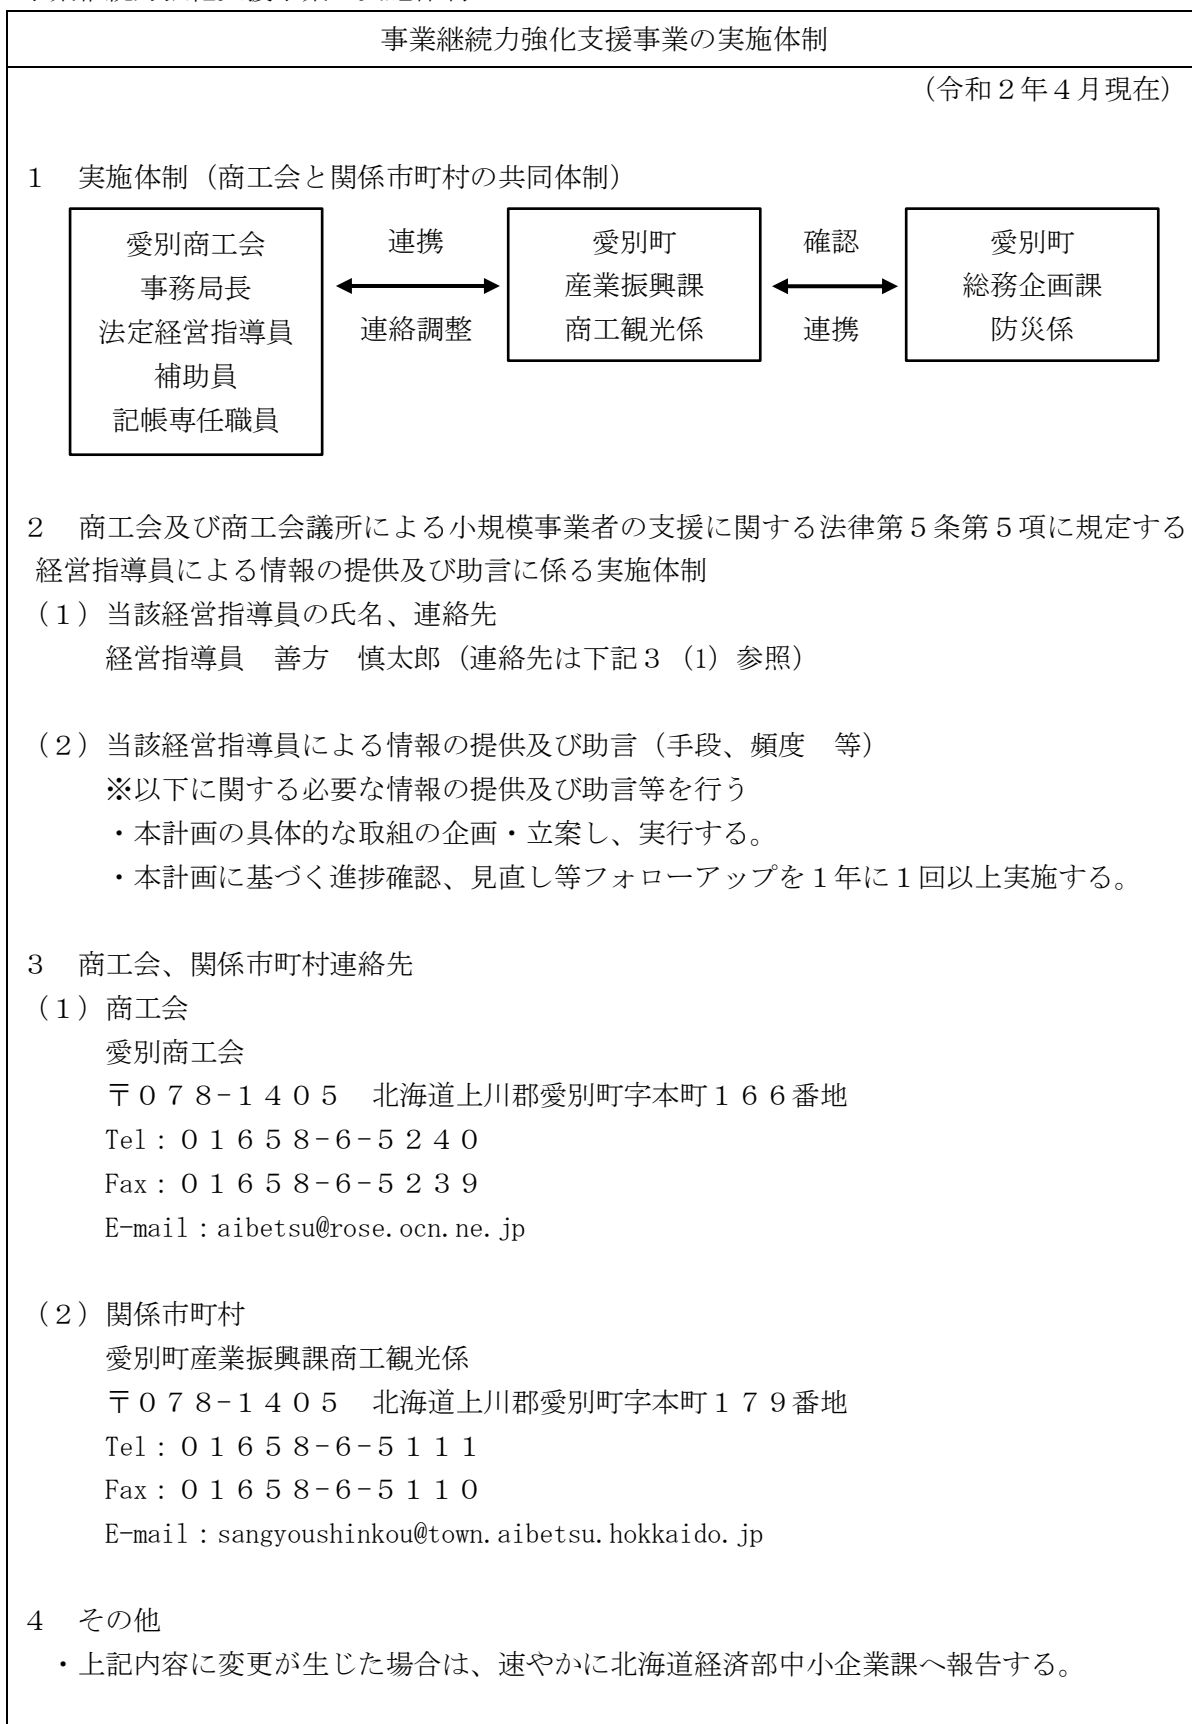 事業継続力強化支援事業の実施体制
（令和２年４月現在）
１　実施体制（商工会と関係市町村の共同体制）
愛別商工会
事務局長
法定経営指導員
補助員
記帳専任職員
連携
連絡調整
愛別町
産業振興課
商工観光係
確認
連携
愛別町
総務企画課
防災係
２　商工会及び商工会議所による小規模事業者の支援に関する法律第５条第５項に規定する
経営指導員による情報の提供及び助言に係る実施体制
（１）当該経営指導員の氏名、連絡先
経営指導員　善方　慎太郎（連絡先は下記３（1）参照）
（２）当該経営指導員による情報の提供及び助言（手段、頻度　等）
※以下に関する必要な情報の提供及び助言等を行う
・本計画の具体的な取組の企画・立案し、実行する。
・本計画に基づく進捗確認、見直し等フォローアップを１年に１回以上実施する。
３　商工会、関係市町村連絡先
（１）商工会
愛別商工会
〒０７８-１４０５　北海道上川郡愛別町字本町１６６番地
Tel：０１６５８-６-５２４０
Fax：０１６５８-６-５２３９
E-mail：aibetsu@rose.ocn.ne.jp
（２）関係市町村
愛別町産業振興課商工観光係
〒０７８-１４０５　北海道上川郡愛別町字本町１７９番地
Tel：０１６５８-６-５１１１
Fax：０１６５８-６-５１１０
E-mail：sangyoushinkou@town.aibetsu.hokkaido.jp
４　その他
・上記内容に変更が生じた場合は、速やかに北海道経済部中小企業課へ報告する。